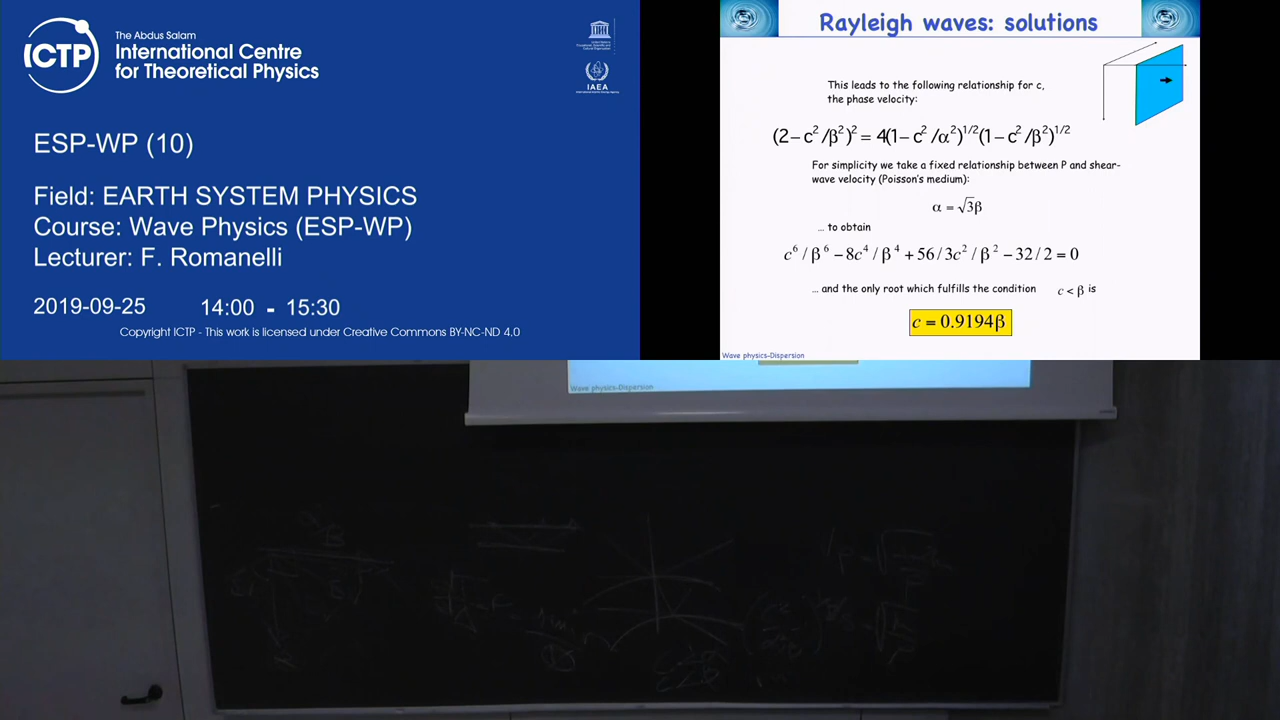 The Abdus Salam
ICTP International Centre
for Theoretical Physics
IAEA
ESP-WP (10)
Field: EARTH SYSTEM PHYSICS
Course: Wave Physics (ESP-WP)
Lecturer: F. Romanelli
2019-09-25 14:00 - 15:30
Copyright ICTP - This work is licensed under Creative Commons BY-NC-ND 4.0
Rayleigh waves: solutions
This leads to the following relationship for c,
the phase velocity:
(2-c²/β²)² = 4(1-c²/α²)^1/2(1-c²/β²)^1/2
For simplicity we take a fixed relationship between P and shear-
wave velocity (Poisson's medium):
α = √3β
... to obtain
c⁶/β⁶ - 8c⁴/β⁴ + 56/3c²/β² - 32/2 = 0
... and the only root which fulfills the condition c < β is
c = 0.9194β
Wave physics-Dispersion
Wave physics-Dispersion